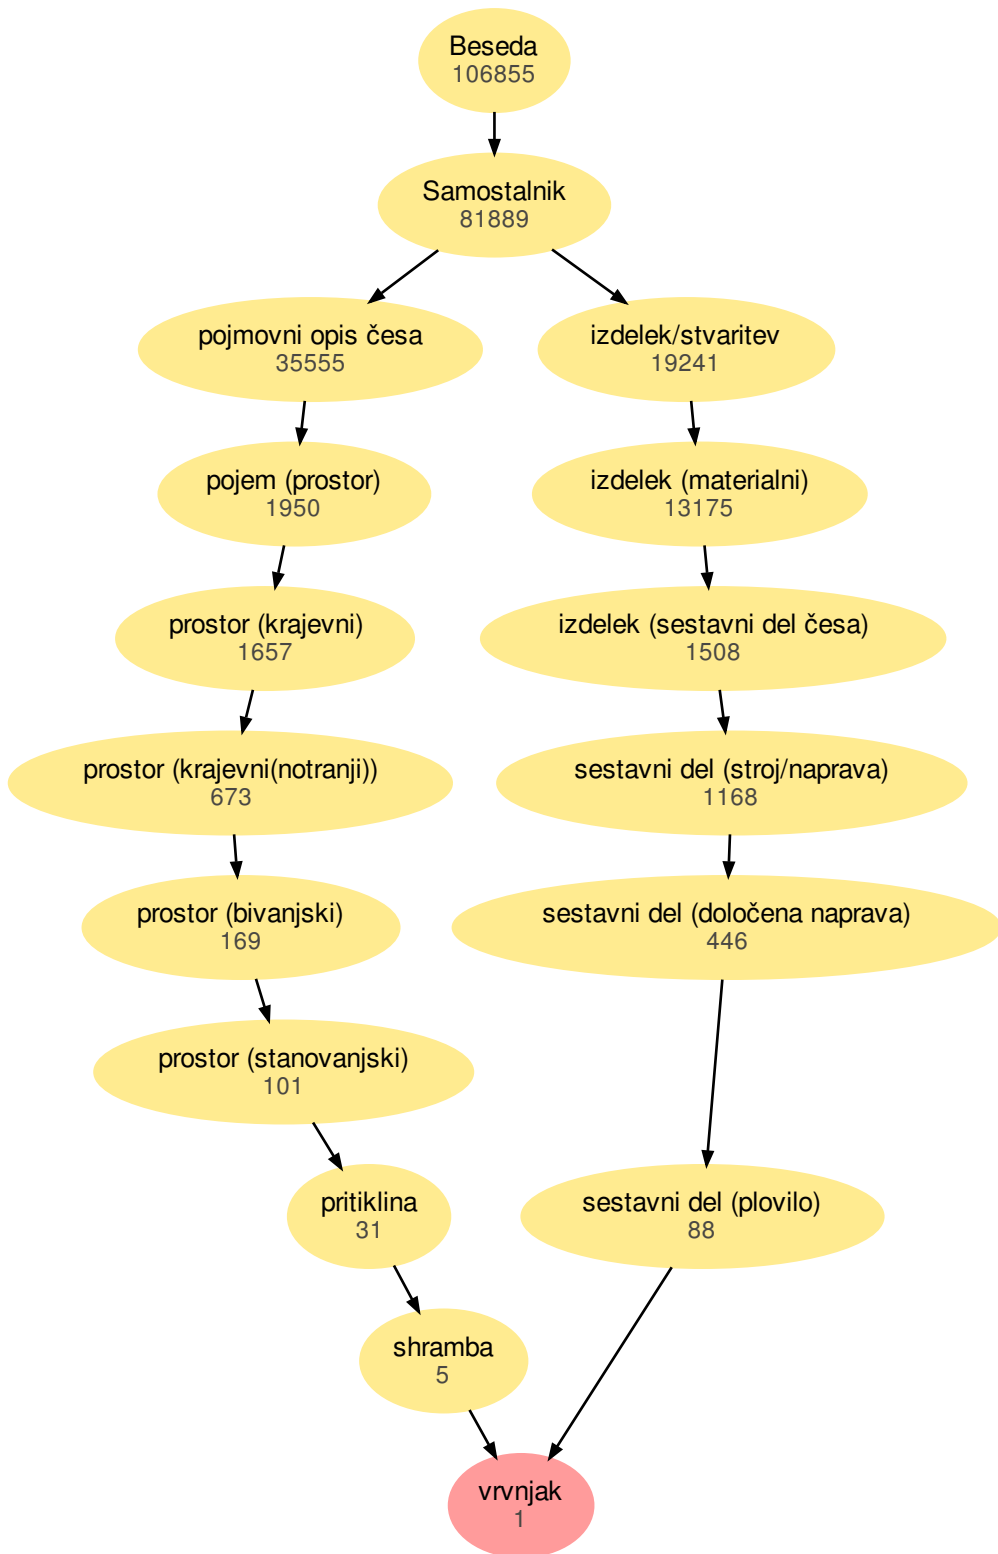 Beseda
106855
Samostalnik
81889
pojmovni opis česa
35555
izdelek/stvaritev
19241
pojem (prostor)
1950
izdelek (materialni)
13175
prostor (krajevni)
1657
izdelek (sestavni del česa)
1508
prostor (krajevni(notranji))
673
sestavni del (stroj/naprava)
1168
prostor (bivanjski)
169
sestavni del (določena naprava)
446
prostor (stanovanjski)
101
pritiklina
31
sestavni del (plovilo)
88
shramba
5
vrvnjak
1